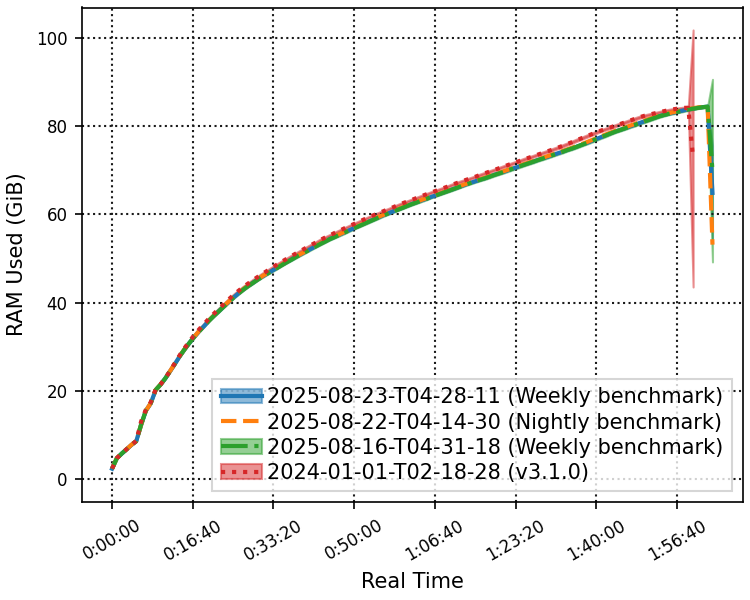 100
80
60
40
20
0
RAM Used (GiB)
2025-08-23-T04-28-11 (Weekly benchmark)
2025-08-22-T04-14-30 (Nightly benchmark)
2025-08-16-T04-31-18 (Weekly benchmark)
2024-01-01-T02-18-28 (v3.1.0)
0:00:00 0:16:40 0:33:20 0:50:00 1:06:40 1:23:20 1:40:00 1:56:40
Real Time